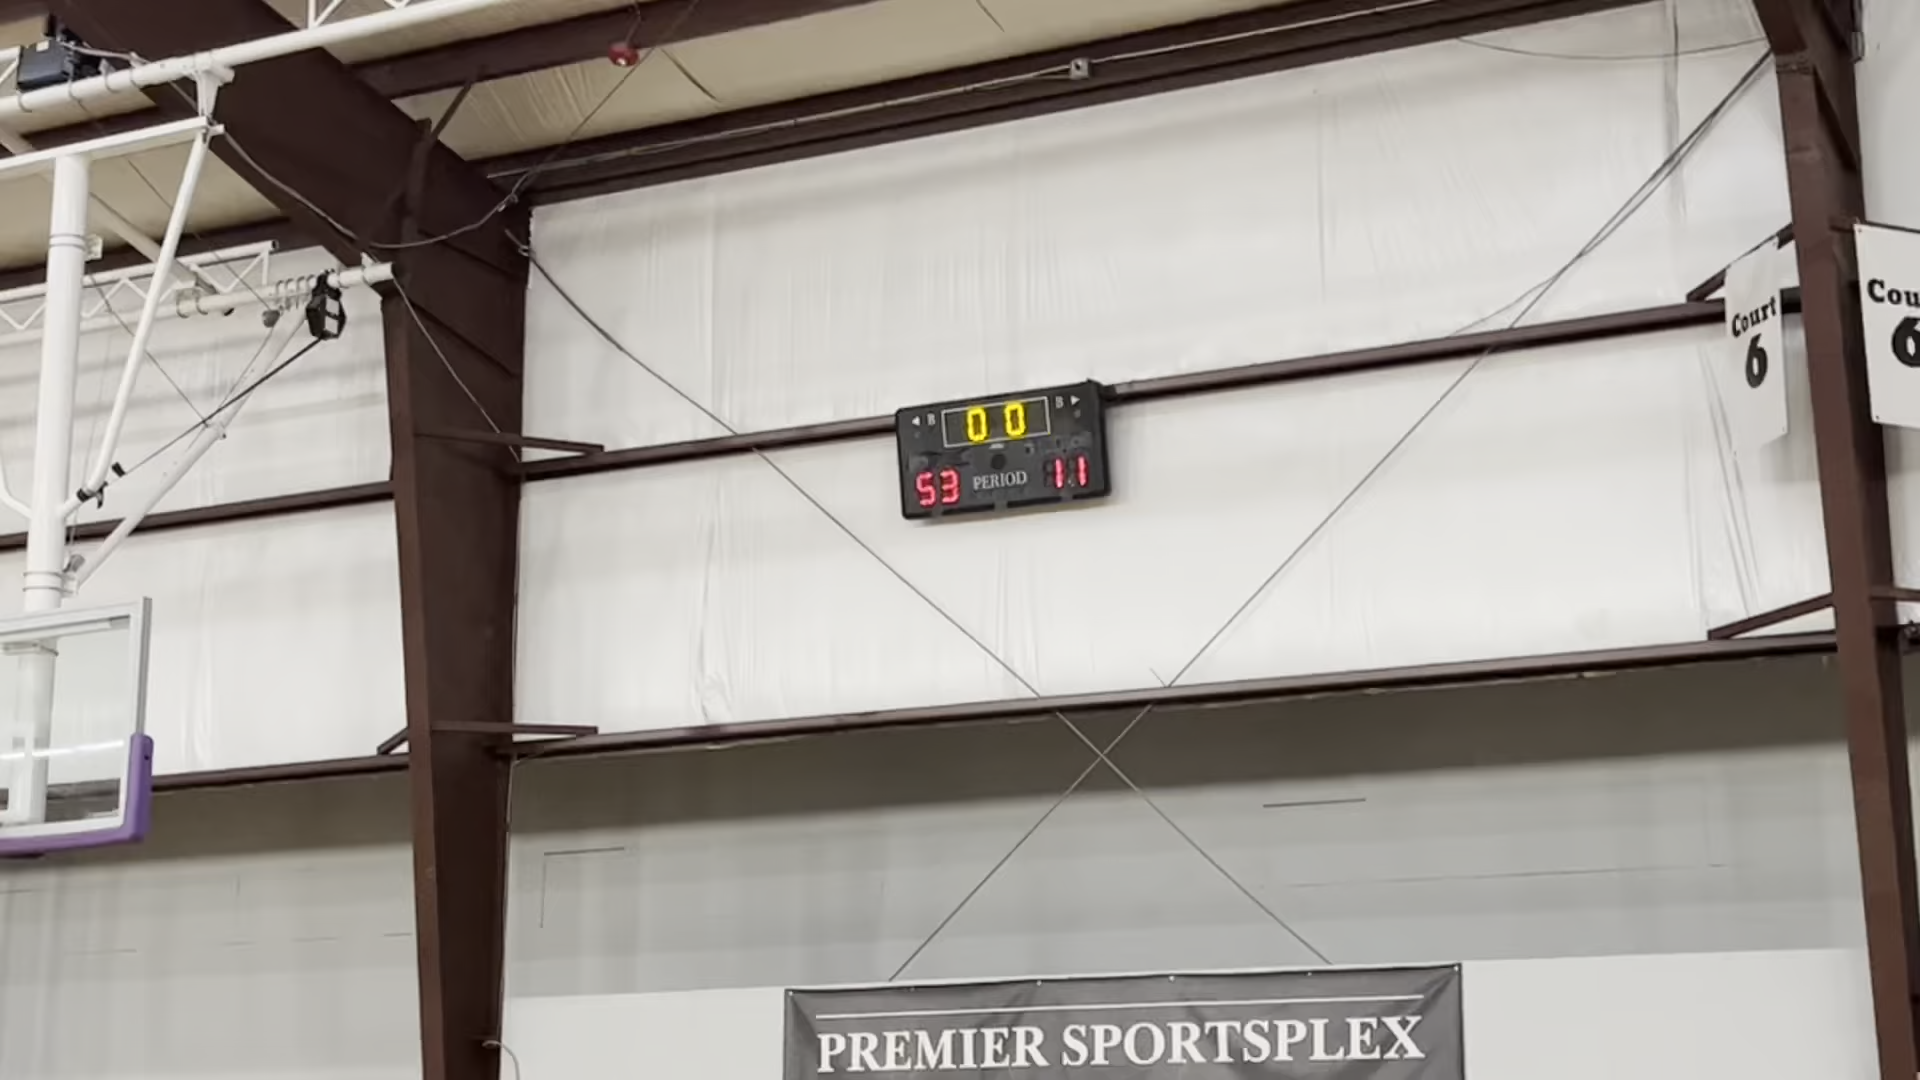 ◀ B 00 B ▶
53 PERIOD 11
Court
6
Cou
6
PREMIER SPORTSPLEX